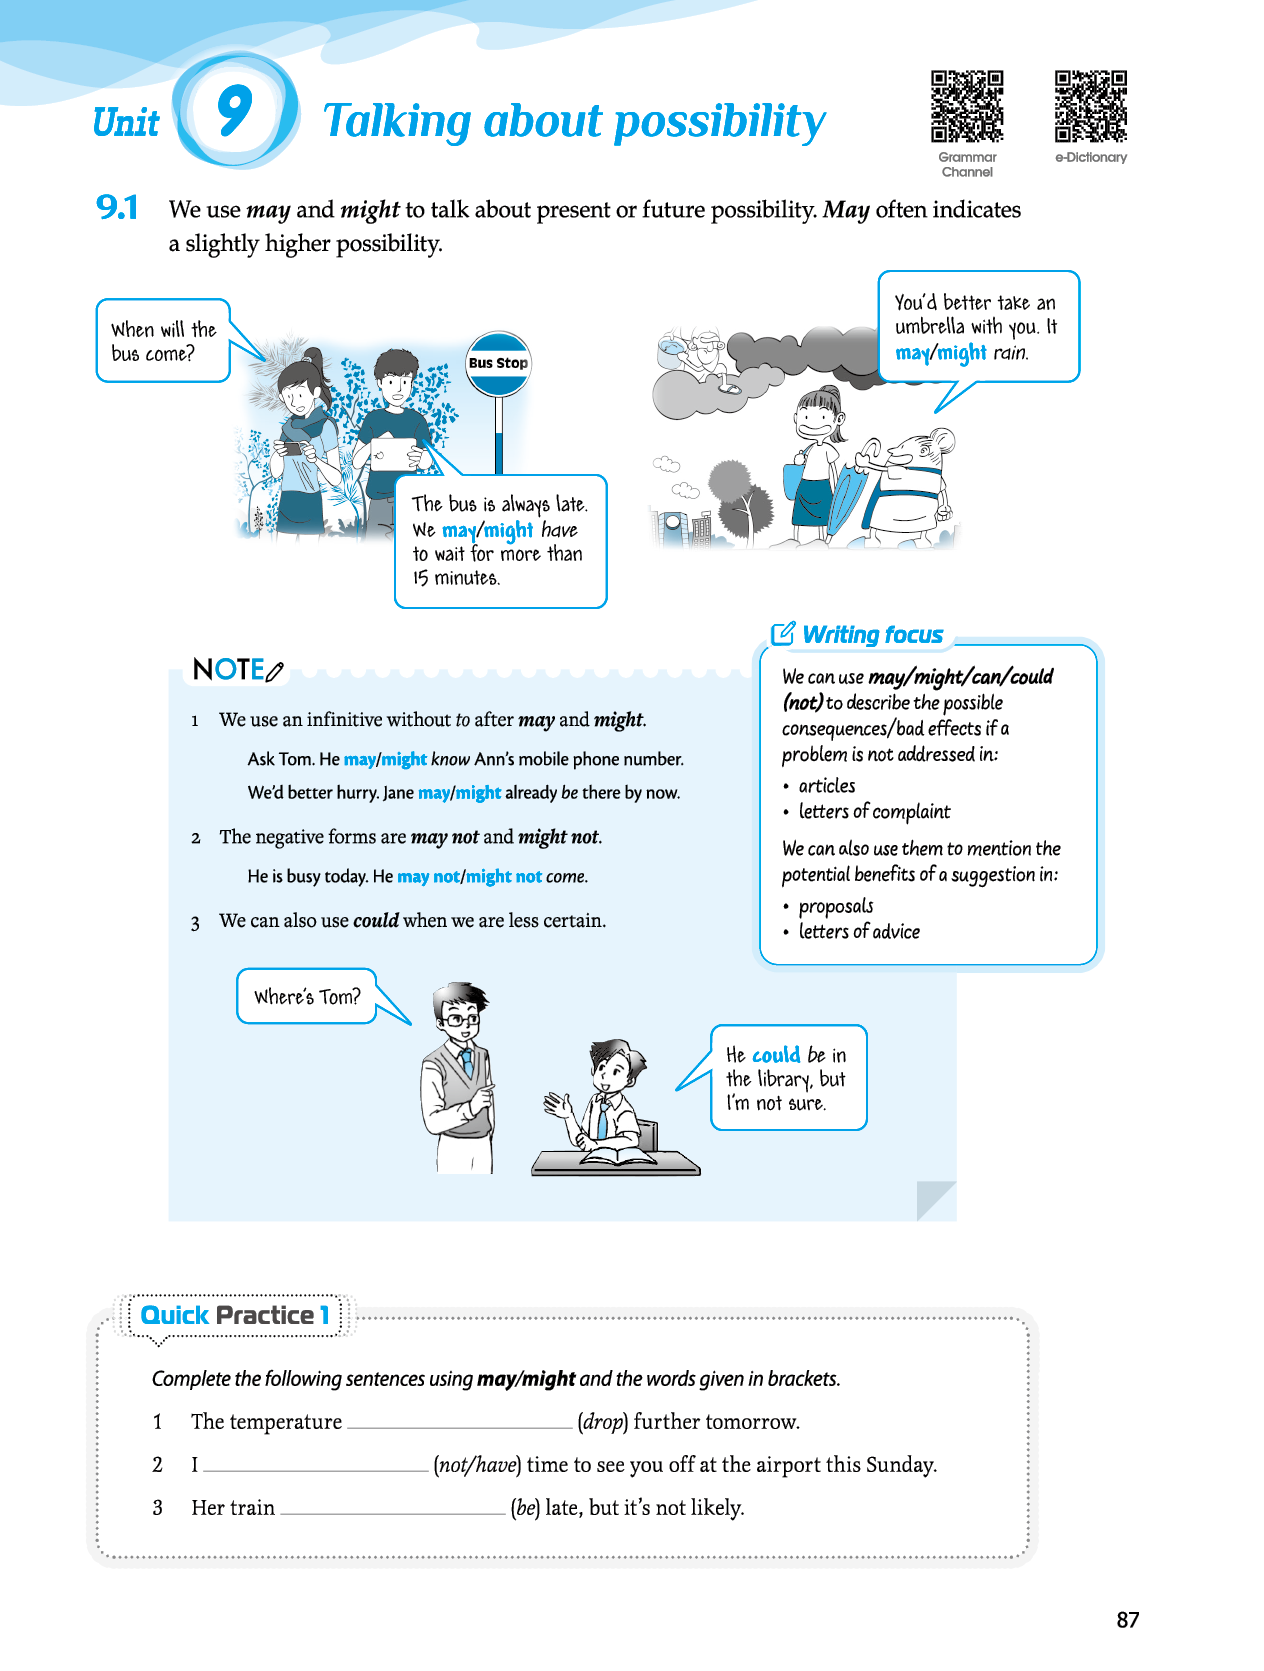 Unit 9 Talking about possibility
Grammar
Channel
e-Dictionary
9.1 We use may and might to talk about present or future possibility. May often indicates
a slightly higher possibility.
When will the
bus come?
Bus Stop
The bus is always late.
We may/might have
to wait for more than
15 minutes.
You'd better take an
umbrella with you. It
may/might rain.
NOTE
1 We use an infinitive without to after may and might.
Ask Tom. He may/might know Ann's mobile phone number.
We'd better hurry. Jane may/might already be there by now.
2 The negative forms are may not and might not.
He is busy today. He may not/might not come.
3 We can also use could when we are less certain.
Where's Tom?
He could be in
the library, but
I'm not sure.
Writing focus
We can use may/might/can/could
(not) to describe the possible
consequences/bad effects if a
problem is not addressed in:
• articles
• letters of complaint
We can also use them to mention the
potential benefits of a suggestion in:
• proposals
• letters of advice
Quick Practice 1
Complete the following sentences using may/might and the words given in brackets.
1 The temperature ____________________ (drop) further tomorrow.
2 I ____________________ (not/have) time to see you off at the airport this Sunday.
3 Her train ____________________ (be) late, but it's not likely.
87